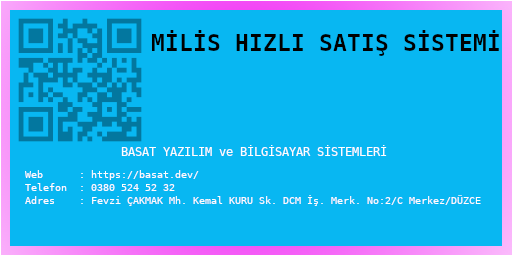 MİLİS HIZLI SATIŞ SİSTEMİ
BASAT YAZILIM ve BİLGİSAYAR SİSTEMLERİ
Web : https://basat.dev/
Telefon : 0380 524 52 32
Adres : Fevzi ÇAKMAK Mh. Kemal KURU Sk. DCM İş. Merk. No:2/C Merkez/DÜZCE